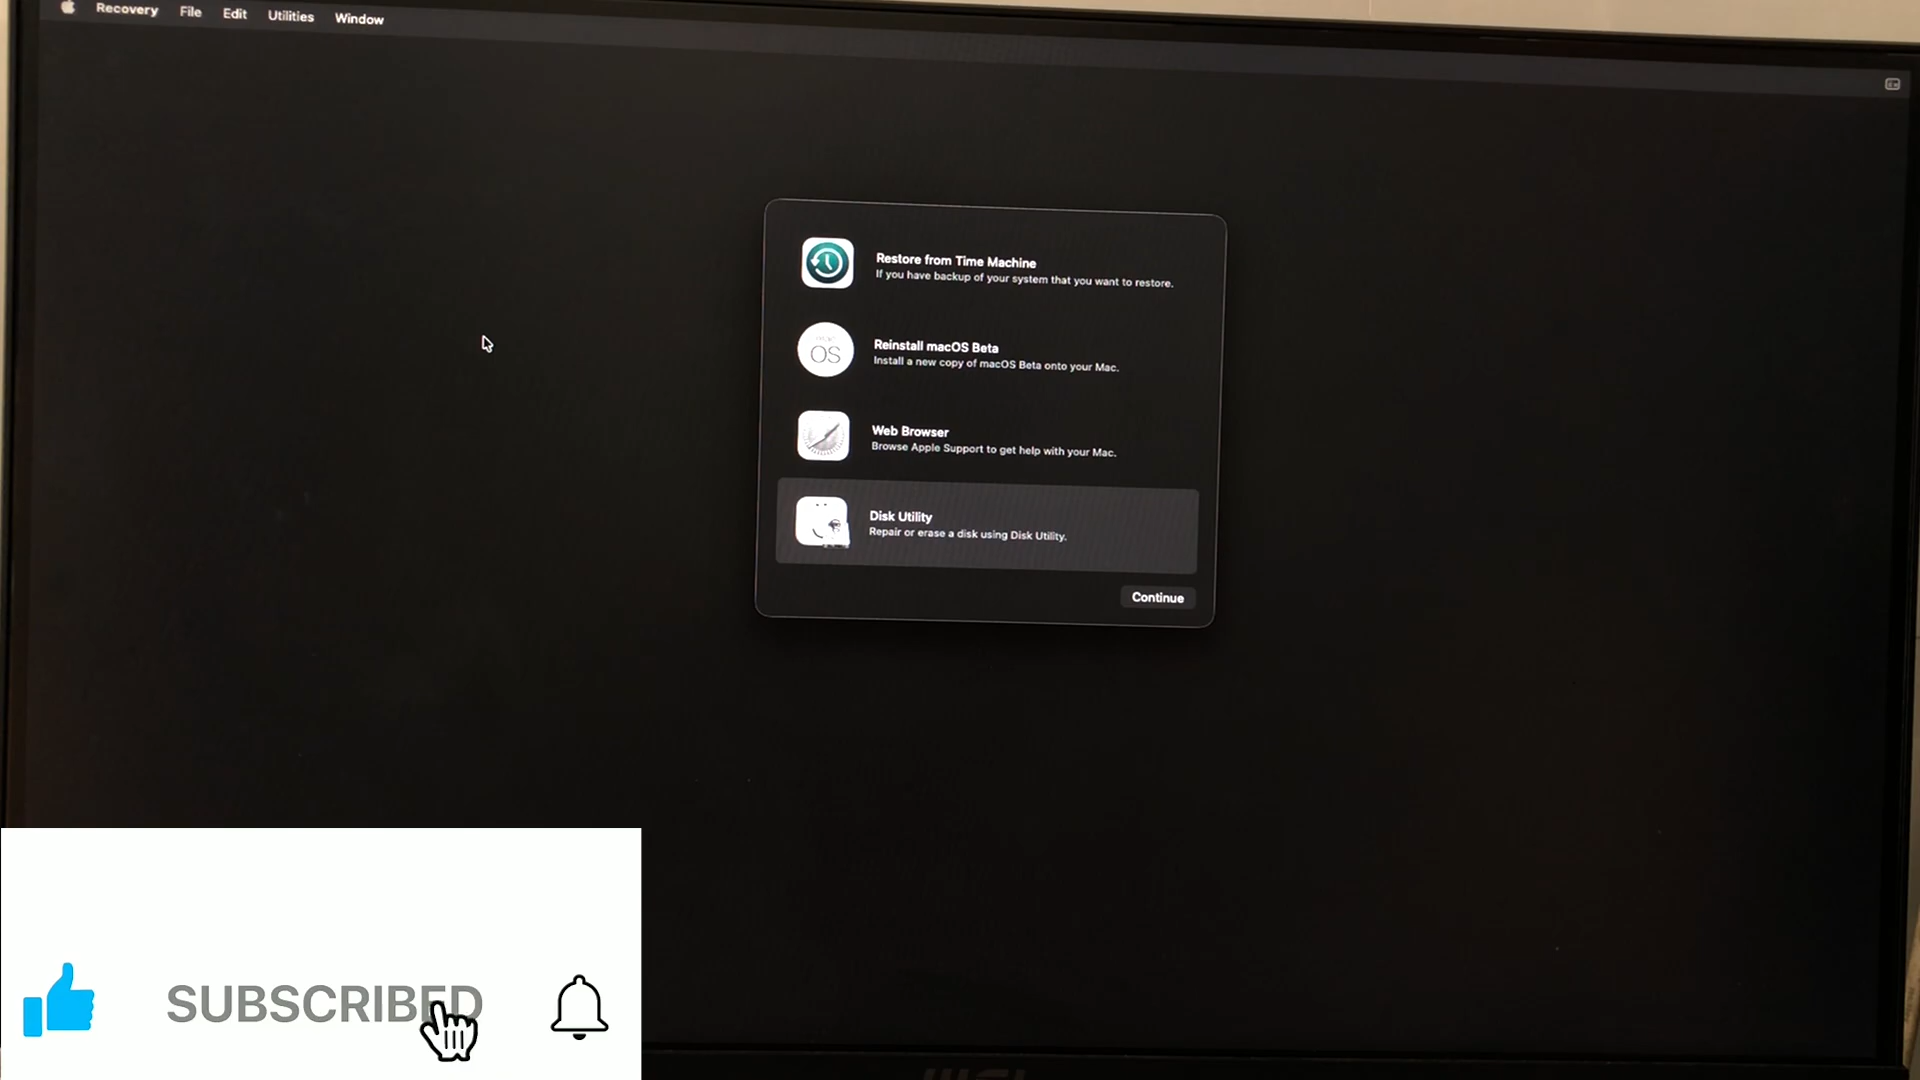 Recovery File Edit Utilities Window
Restore from Time Machine
If you have backup of your system that you want to restore.
mac
OS
Reinstall macOS Beta
Install a new copy of macOS Beta onto your Mac.
Web Browser
Browse Apple Support to get help with your Mac.
Disk Utility
Repair or erase a disk using Disk Utility.
Continue
SUBSCRIBED